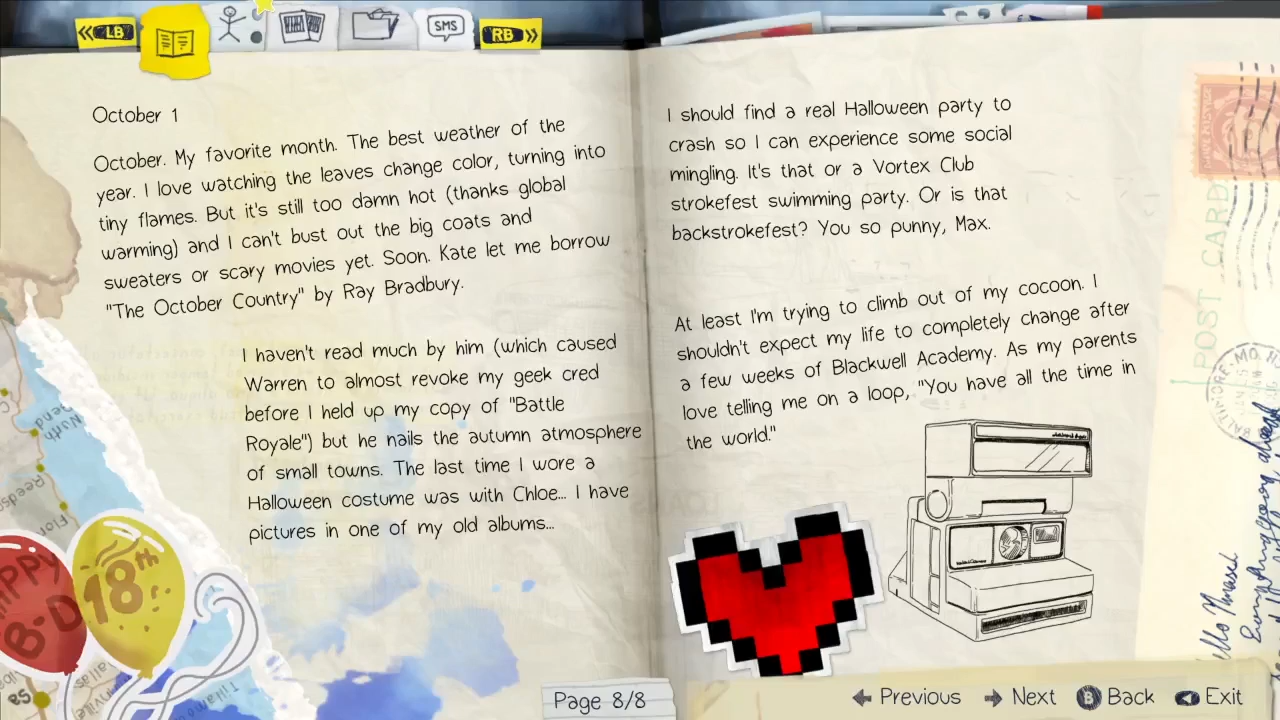 LB
SMS
RB
October 1
October. My favorite month. The best weather of the
year. I love watching the leaves change color, turning into
tiny flames. But it's still too damn hot (thanks global
warming) and I can't bust out the big coats and
sweaters or scary movies yet. Soon. Kate let me borrow
"The October Country" by Ray Bradbury.
I haven't read much by him (which caused
Warren to almost revoke my geek cred
before I held up my copy of "Battle
Royale") but he nails the autumn atmosphere
of small towns. The last time I wore a
Halloween costume was with Chloe... I have
pictures in one of my old albums...
I should find a real Halloween party to
crash so I can experience some social
mingling. It's that or a Vortex Club
strokefest swimming party. Or is that
backstrokefest? You so punny, Max.
At least I'm trying to climb out of my cocoon. I
shouldn't expect my life to completely change after
a few weeks of Blackwell Academy. As my parents
love telling me on a loop, "You have all the time in
the world."
18th
B-D
North Bend
POST CARD
Page 8/8
Previous
Next
B Back
Exit